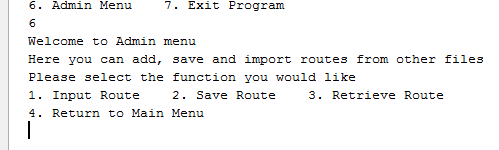 6. Admin Menu    7. Exit Program
6
Welcome to Admin menu
Here you can add, save and import routes from other files
Please select the function you would like
1. Input Route    2. Save Route    3. Retrieve Route
4. Return to Main Menu